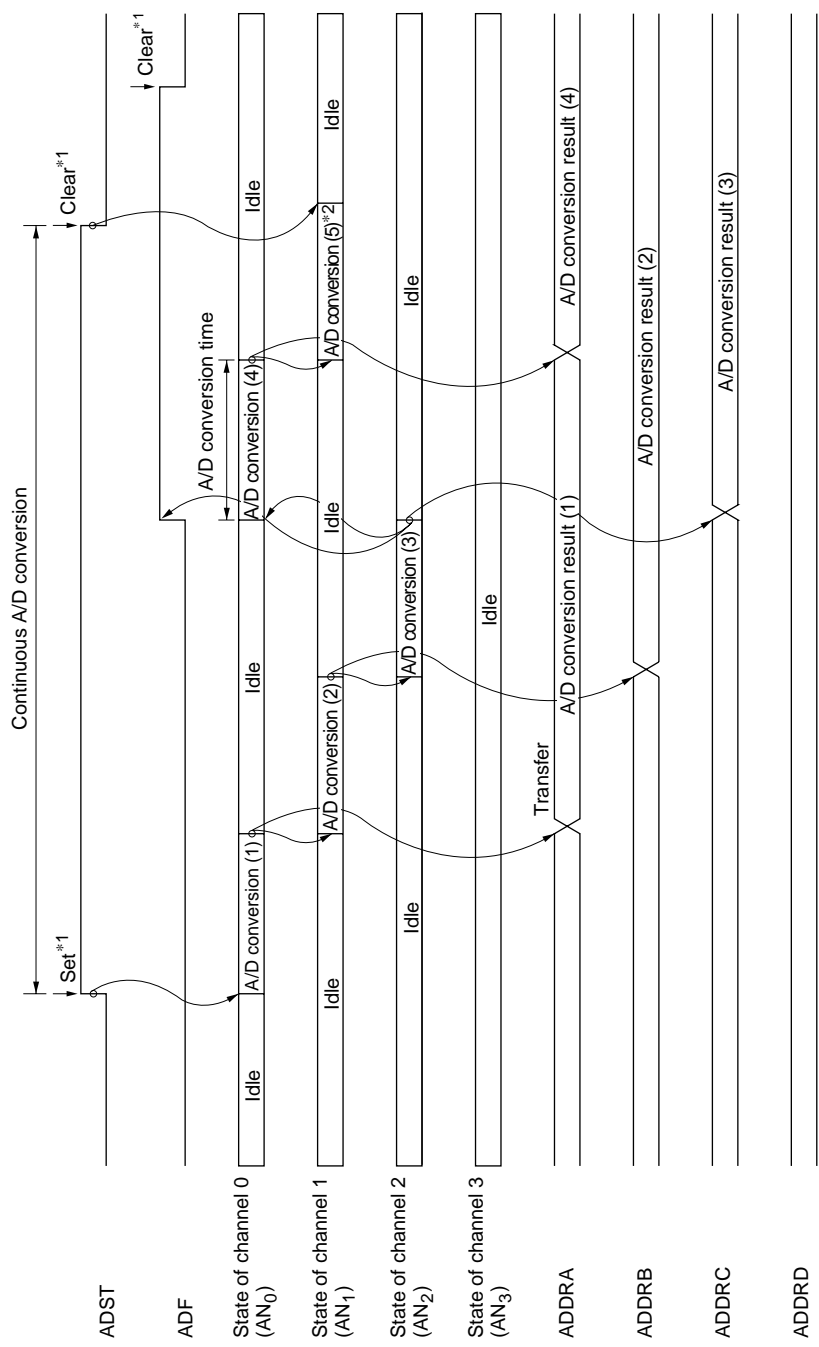 Continuous A/D conversion
Set*1
Clear*1
Clear*1
ADST
ADF
A/D conversion time
State of channel 0
(AN0)
Idle
A/D conversion (1)
Idle
A/D conversion (4)
Idle
State of channel 1
(AN1)
Idle
A/D conversion (2)
Idle
A/D conversion (5)*2
Idle
State of channel 2
(AN2)
Idle
A/D conversion (3)
Idle
State of channel 3
(AN3)
Idle
Transfer
ADDRA
A/D conversion result (1)
A/D conversion result (4)
ADDRB
A/D conversion result (2)
ADDRC
A/D conversion result (3)
ADDRD